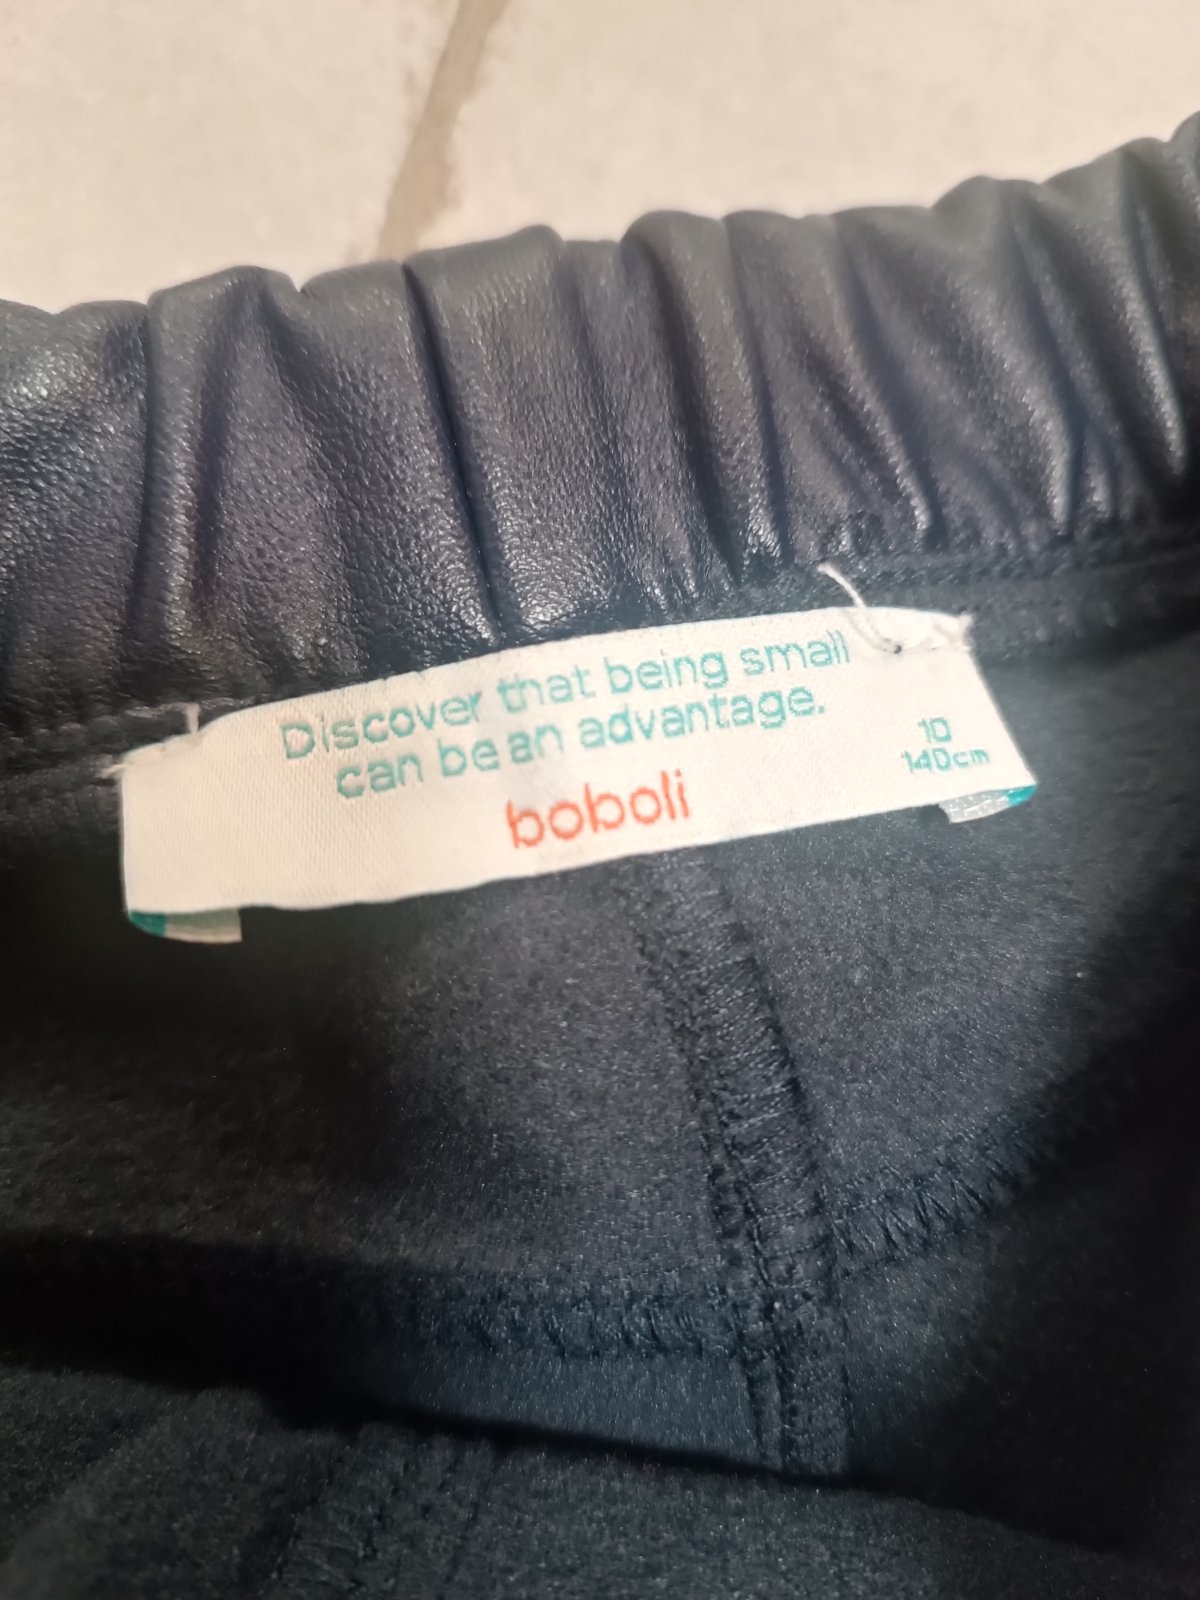 Discover that being small
can be an advantage.
10
140cm
boboli